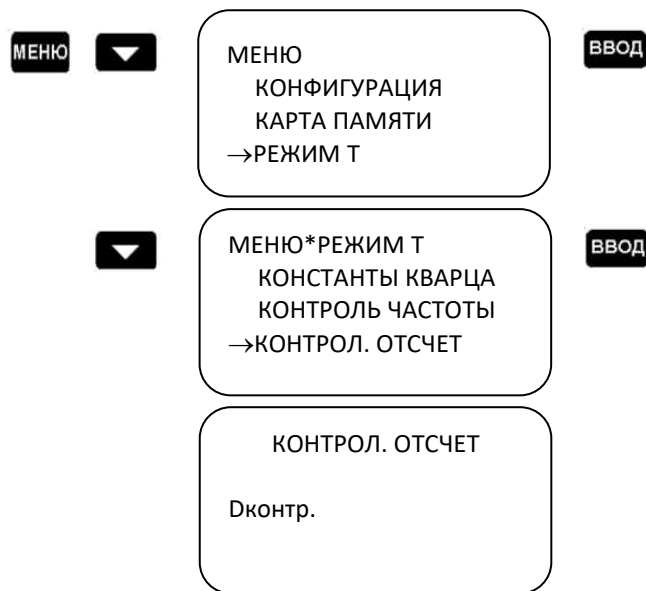 МЕНЮ
МЕНЮ
КОНФИГУРАЦИЯ
КАРТА ПАМЯТИ
→РЕЖИМ Т
ВВОД
МЕНЮ*РЕЖИМ Т
КОНСТАНТЫ КВАРЦА
КОНТРОЛЬ ЧАСТОТЫ
→КОНТРОЛ. ОТСЧЕТ
ВВОД
КОНТРОЛ. ОТСЧЕТ
Dконтр.